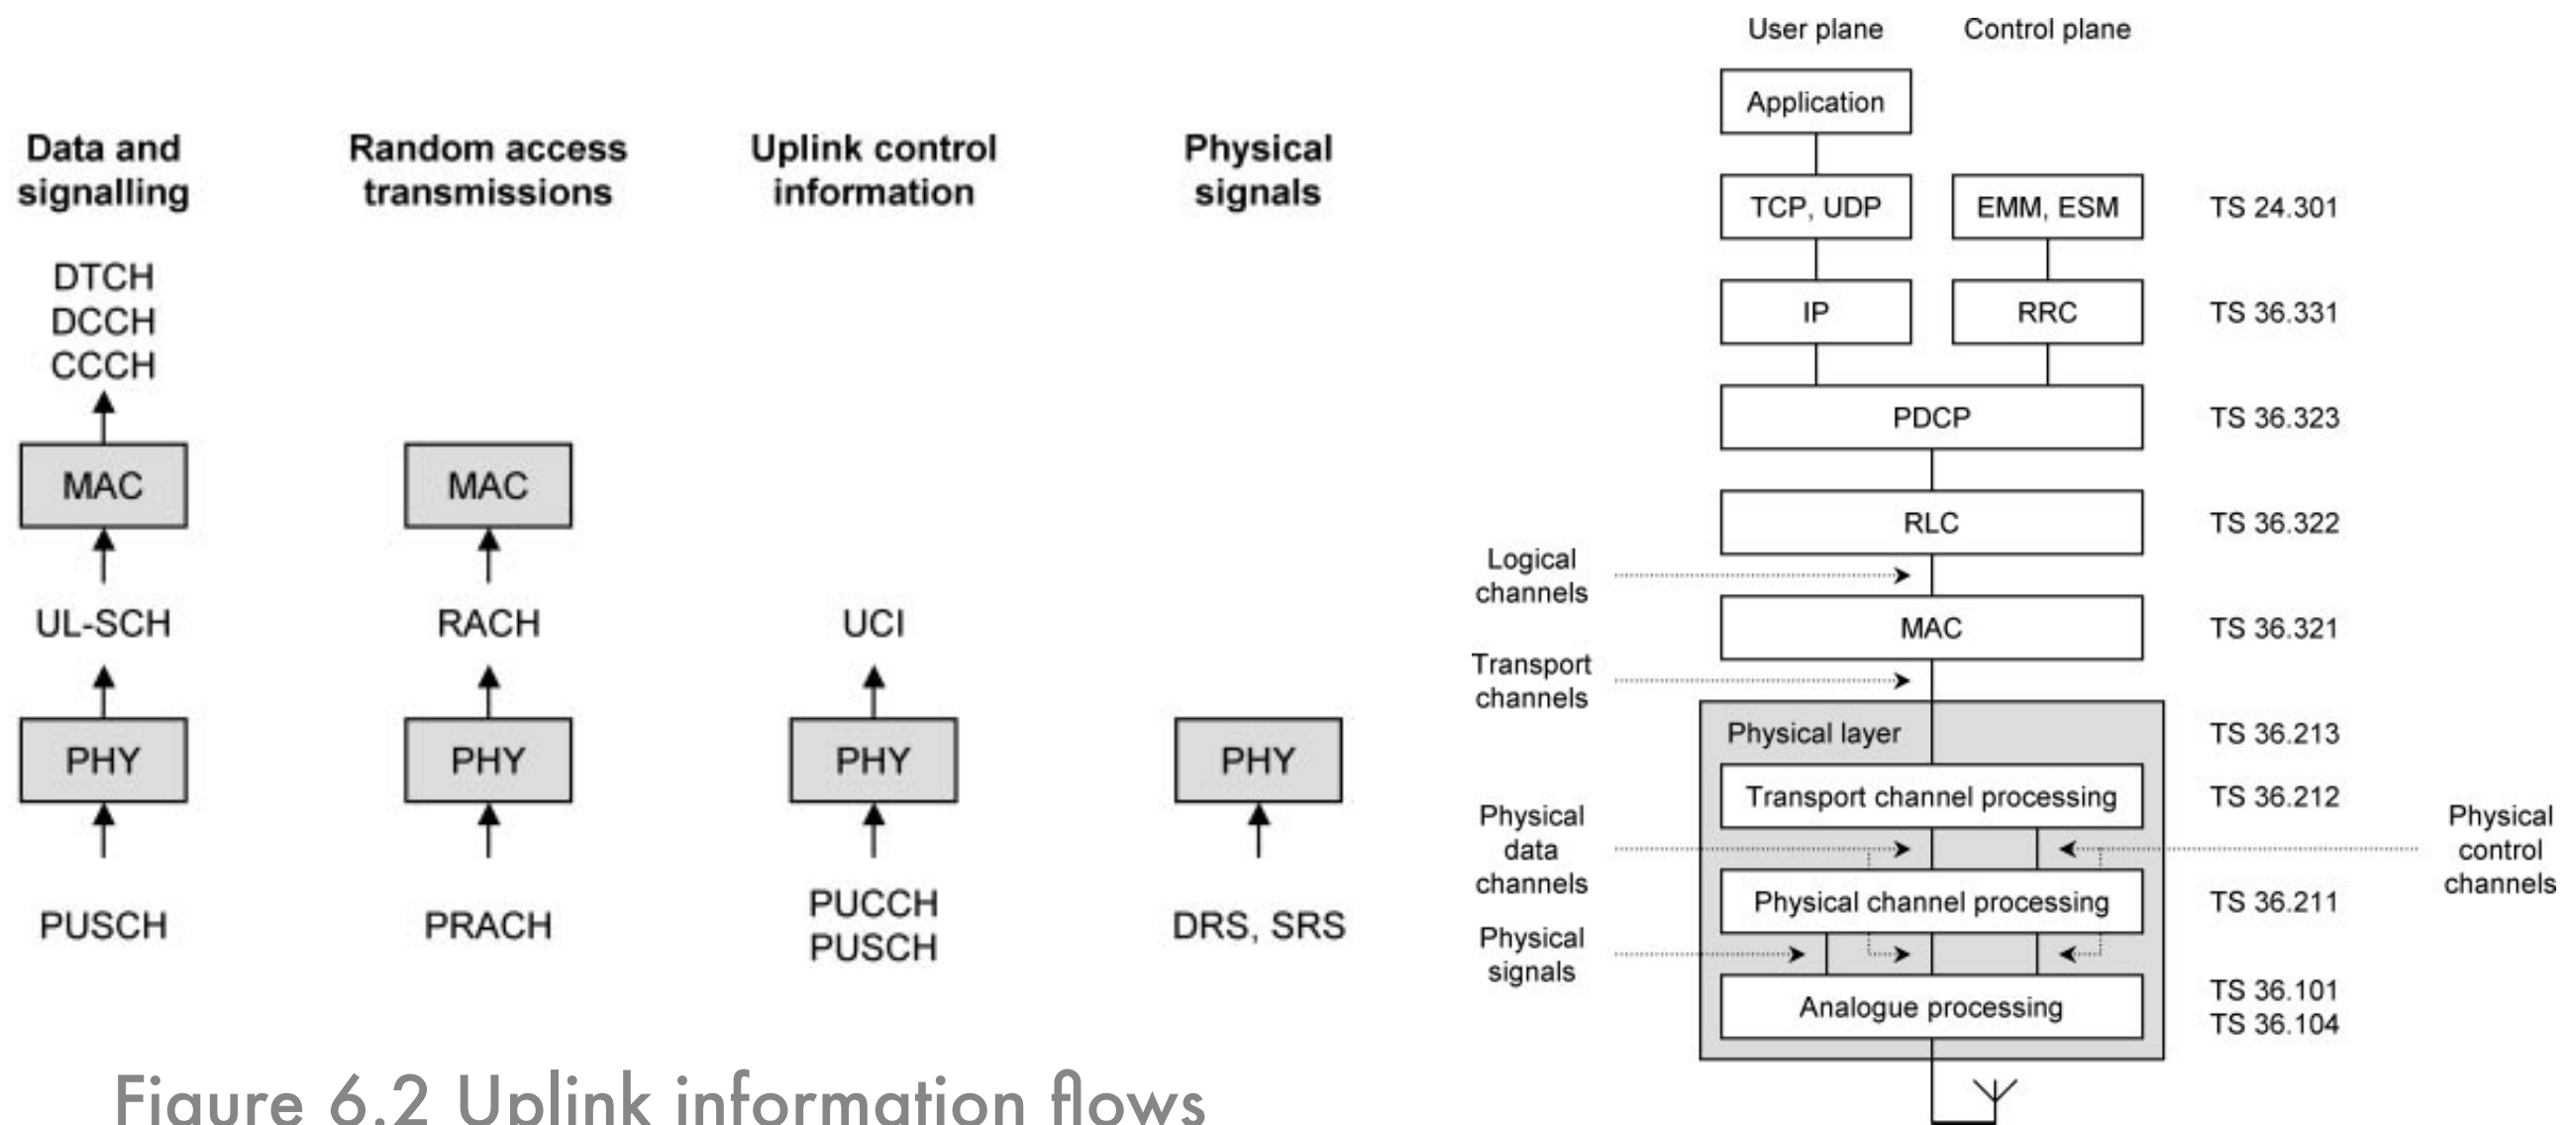 Data and
signalling
DTCH
DCCH
CCCH
MAC
UL-SCH
PHY
PUSCH
Random access
transmissions
MAC
RACH
PHY
PRACH
Uplink control
information
UCI
PHY
PUCCH
PUSCH
Physical
signals
PHY
DRS, SRS
Figure 6.2 Uplink information flows
User plane
Control plane
Application
TCP, UDP
EMM, ESM
TS 24.301
IP
RRC
TS 36.331
PDCP
TS 36.323
RLC
TS 36.322
Logical
channels
MAC
TS 36.321
Transport
channels
Physical layer
TS 36.213
Transport channel processing
TS 36.212
Physical
data
channels
Physical
control
channels
Physical channel processing
TS 36.211
Physical
signals
Analogue processing
TS 36.101
TS 36.104